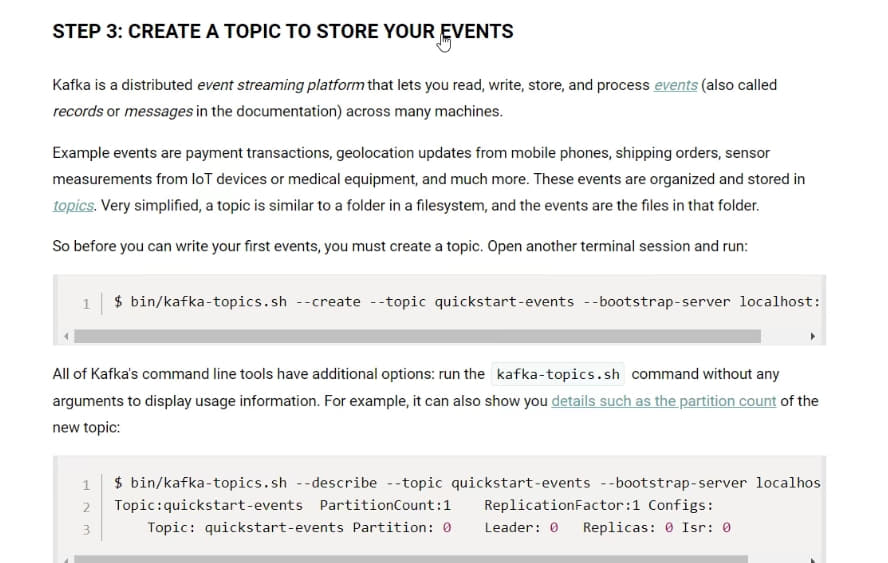 STEP 3: CREATE A TOPIC TO STORE YOUR EVENTS
Kafka is a distributed event streaming platform that lets you read, write, store, and process events (also called
records or messages in the documentation) across many machines.
Example events are payment transactions, geolocation updates from mobile phones, shipping orders, sensor
measurements from IoT devices or medical equipment, and much more. These events are organized and stored in
topics. Very simplified, a topic is similar to a folder in a filesystem, and the events are the files in that folder.
So before you can write your first events, you must create a topic. Open another terminal session and run:
1 $ bin/kafka-topics.sh --create --topic quickstart-events --bootstrap-server localhost:
All of Kafka's command line tools have additional options: run the kafka-topics.sh command without any
arguments to display usage information. For example, it can also show you details such as the partition count of the
new topic:
1 $ bin/kafka-topics.sh --describe --topic quickstart-events --bootstrap-server localhos
2 Topic:quickstart-events PartitionCount:1 ReplicationFactor:1 Configs:
3 Topic: quickstart-events Partition: 0 Leader: 0 Replicas: 0 Isr: 0